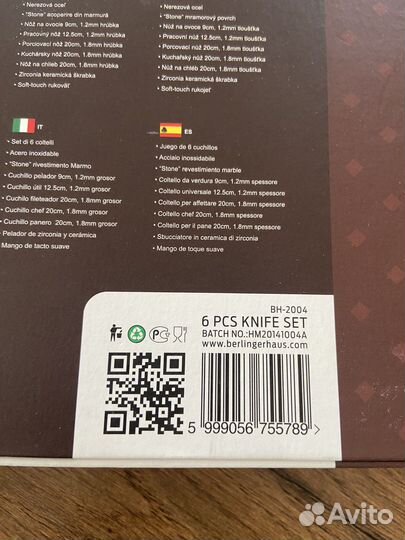 • Nerezová oceľ
• "Stone" acoperire din marmură
• Nôž na ovocie 9cm, 1.2mm hrúbka
• Pracovný nôž 12.5cm, 1.2mm hrúbka
• Porciovací nôž 20cm, 1.8mm hrúbka
• Kuchársky nôž 20cm, 1.8mm hrúbka
• Nôž na chlieb 20cm, 1.8mm hrúbka
• Zirconia keramická škrabka
• Soft-touch rukoväť
• Nerezová ocel
• "Stone" mramorový povrch
• Nůž na ovoce 9cm, 1.2mm tloušťka
• Pracovní nůž 12.5cm, 1.2mm tloušťka
• Porcovací nůž 20cm, 1.8mm tloušťka
• Kuchařský nůž 20cm, 1.8mm tloušťka
• Nůž na chléb 20cm, 1.8mm tloušťka
• Zirconia keramická škrabka
• Soft-touch rukojeť
IT
• Set di 6 coltelli
• Acero inoxidable
• "Stone" rivestimento Marmo
• Cuchillo pelador 9cm, 1.2mm grosor
• Cuchillo útil 12.5cm, 1.2mm grosor
• Cuchillo fileteador 20cm, 1.8mm grosor
• Cuchillo chef 20cm, 1.8mm grosor
• Cuchillo panero 20cm, 1.8mm grosor
• Pelador de zirconia y cerámica
• Mango de tacto suave
ES
• Juego de 6 cuchillos
• Acciaio inossidabile
• "Stone" revestimiento marble
• Coltello da verdura 9cm, 1.2mm spessore
• Coltello universale 12.5cm, 1.2mm spessore
• Coltello per affettare 20cm, 1.8mm spessore
• Coltello chef 20cm, 1.8mm spessore
• Coltello per il pane 20cm, 1.8mm spessore
• Sbucciatore in ceramica di zirconio
• Mango de toque suave
BH-2004
6 PCS KNIFE SET
BATCH NO.:HM20141004A
www.berlingerhaus.com
5 999056 755789 >
Avito